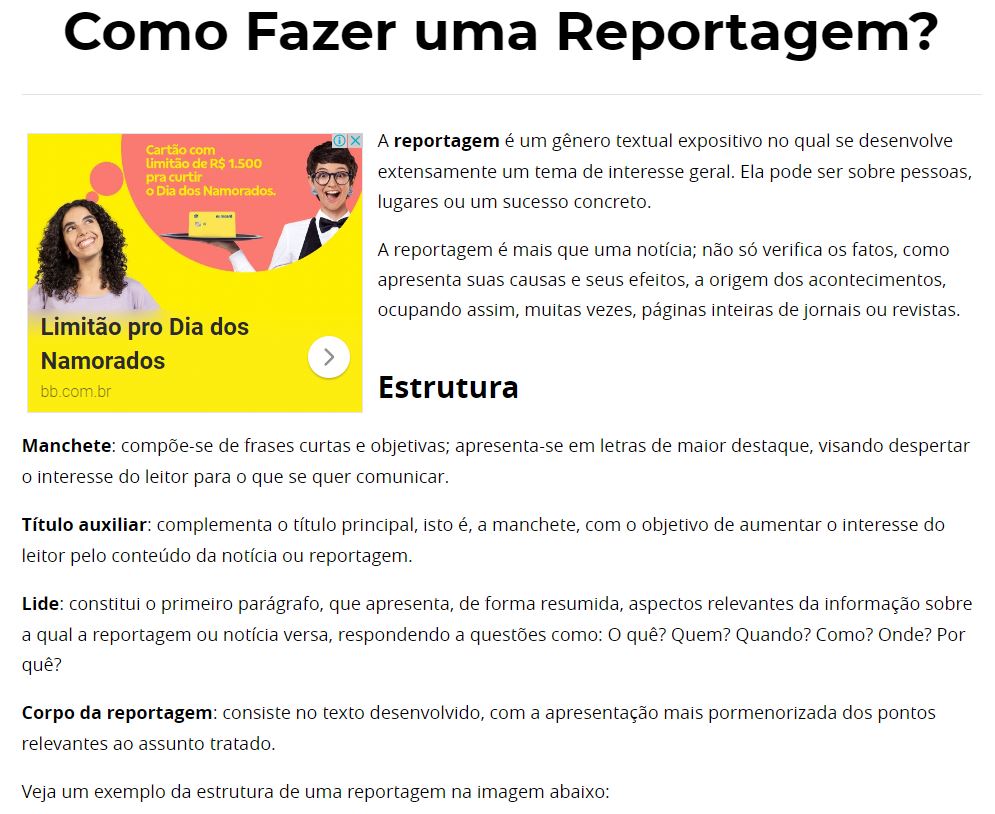 Como Fazer uma Reportagem?
Cartão com
limitão de R$ 1.500
pra curtir
o Dia dos Namorados.
Limitão pro Dia dos
Namorados
bb.com.br
A reportagem é um gênero textual expositivo no qual se desenvolve
extensamente um tema de interesse geral. Ela pode ser sobre pessoas,
lugares ou um sucesso concreto.
A reportagem é mais que uma notícia; não só verifica os fatos, como
apresenta suas causas e seus efeitos, a origem dos acontecimentos,
ocupando assim, muitas vezes, páginas inteiras de jornais ou revistas.
Estrutura
Manchete: compõe-se de frases curtas e objetivas; apresenta-se em letras de maior destaque, visando despertar
o interesse do leitor para o que se quer comunicar.
Título auxiliar: complementa o título principal, isto é, a manchete, com o objetivo de aumentar o interesse do
leitor pelo conteúdo da notícia ou reportagem.
Lide: constitui o primeiro parágrafo, que apresenta, de forma resumida, aspectos relevantes da informação sobre
a qual a reportagem ou notícia versa, respondendo a questões como: O quê? Quem? Quando? Como? Onde? Por
quê?
Corpo da reportagem: consiste no texto desenvolvido, com a apresentação mais pormenorizada dos pontos
relevantes ao assunto tratado.
Veja um exemplo da estrutura de uma reportagem na imagem abaixo: